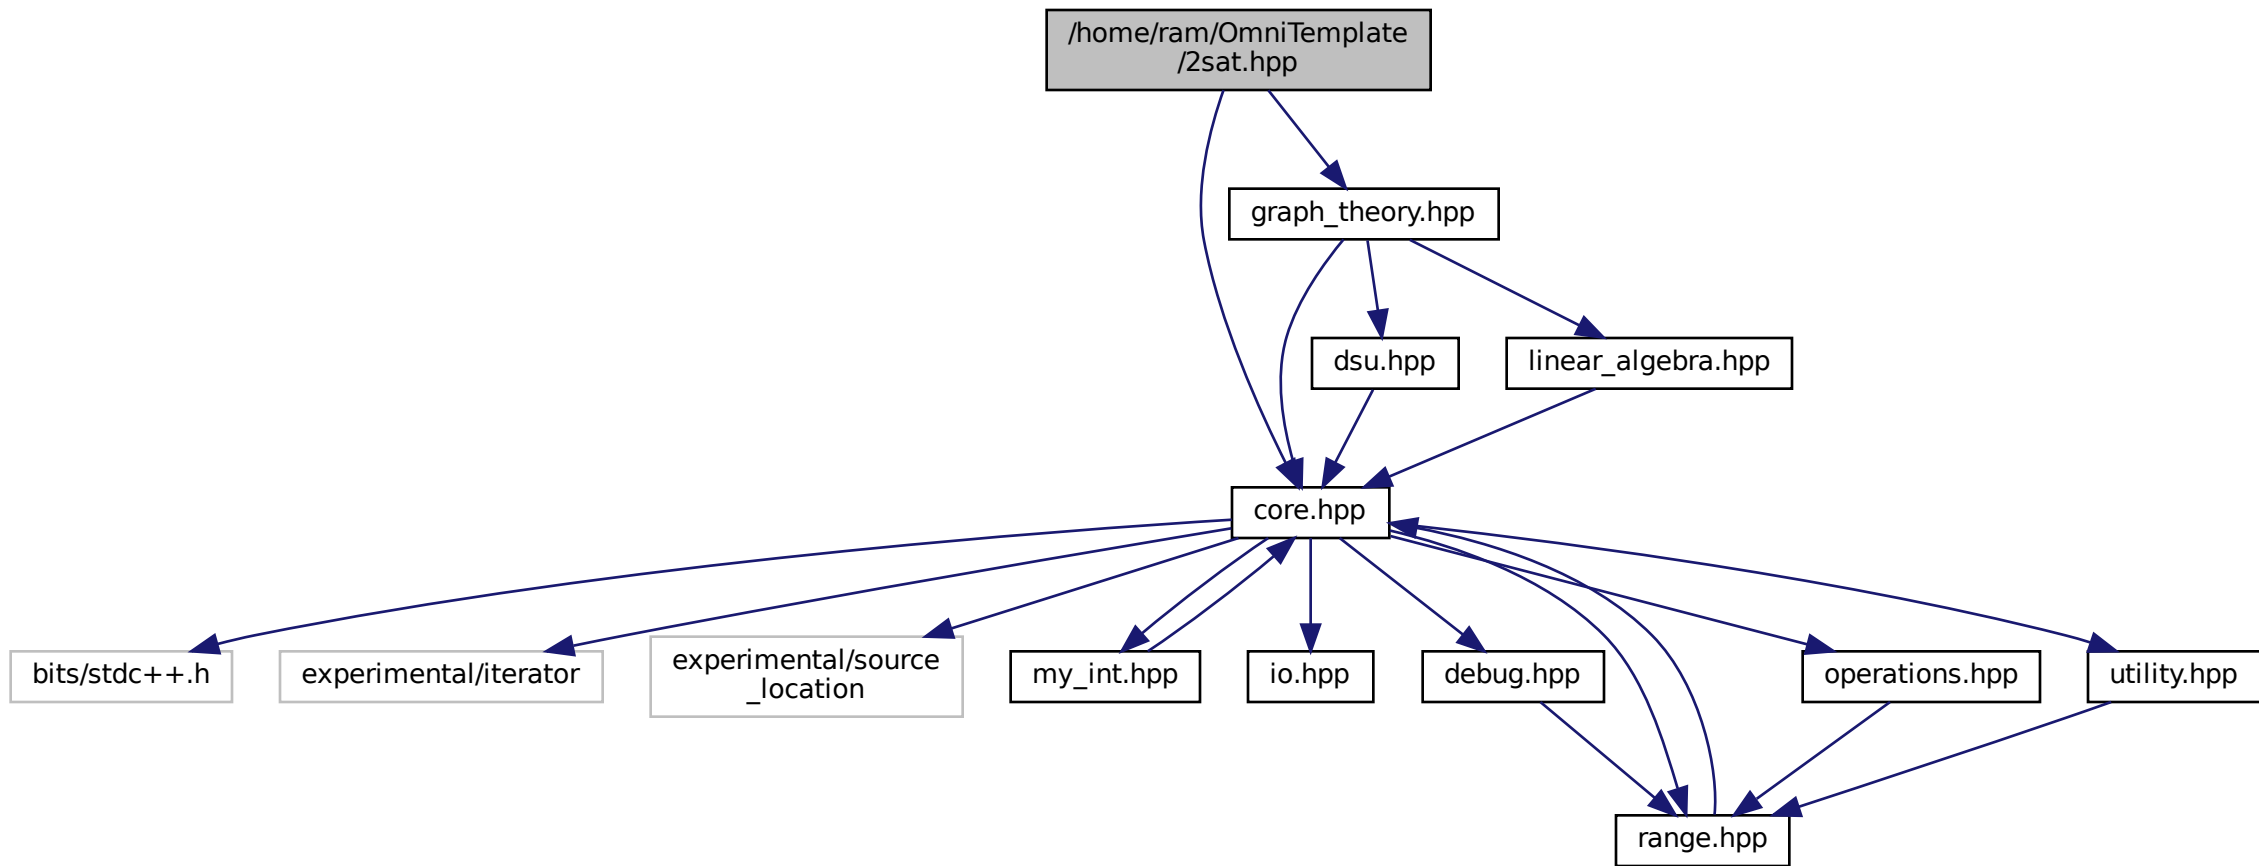 /home/ram/OmniTemplate
/2sat.hpp
graph_theory.hpp
dsu.hpp
linear_algebra.hpp
core.hpp
bits/stdc++.h
experimental/iterator
experimental/source
_location
my_int.hpp
io.hpp
debug.hpp
operations.hpp
utility.hpp
range.hpp